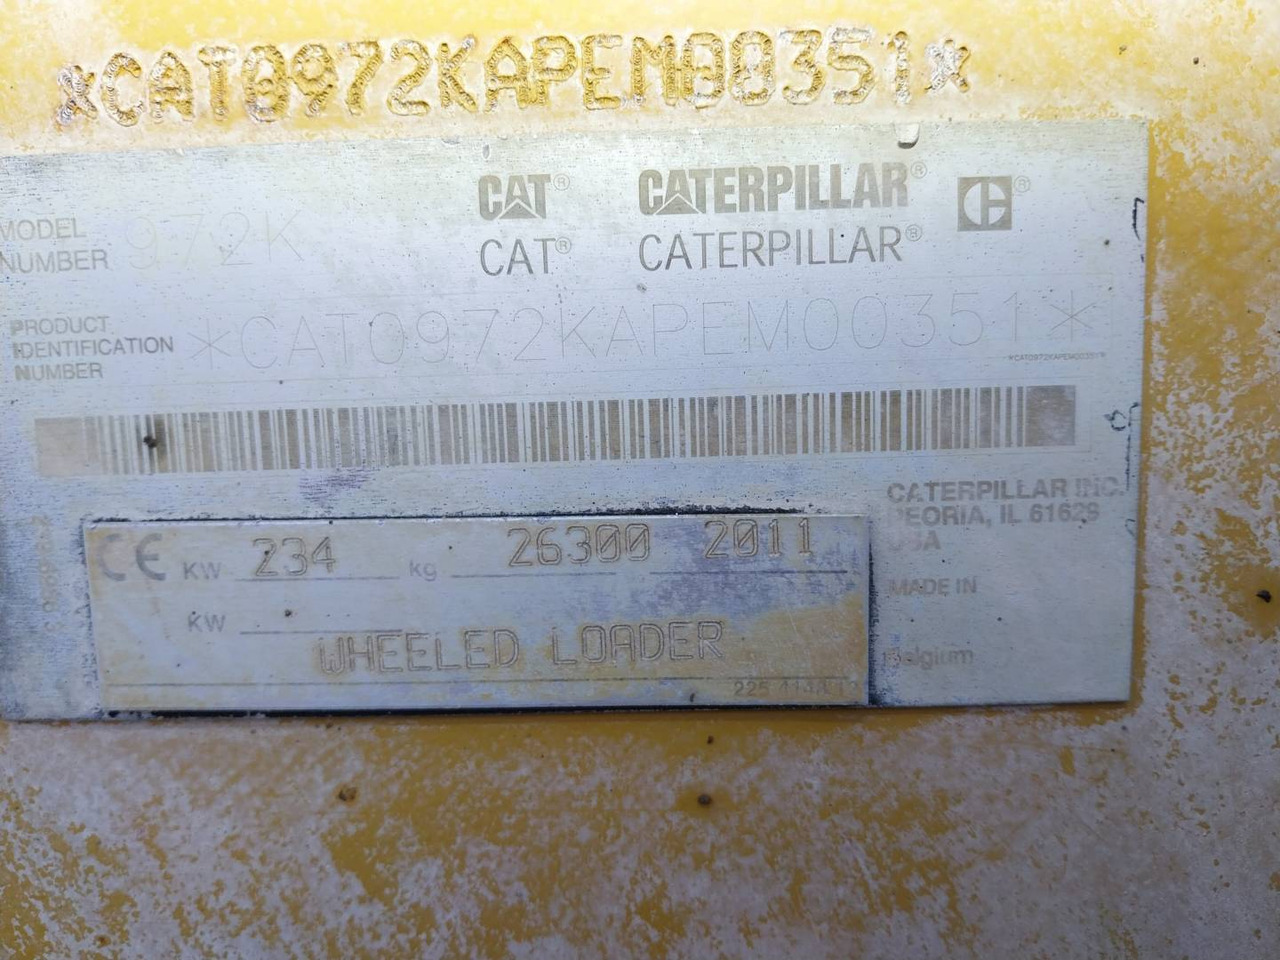 *CAT0972KAPEM00351*
CAT® CATERPILLAR® ®
MODEL NUMBER 972K
CAT® CATERPILLAR®
PRODUCT IDENTIFICATION NUMBER *CAT0972KAPEM00351*
*CAT0972KAPEM00351*
CATERPILLAR INC.
PEORIA, IL 61629
USA
MADE IN
Belgium
CE KW 234 kg 26300 2011
KW
WHEELED LOADER